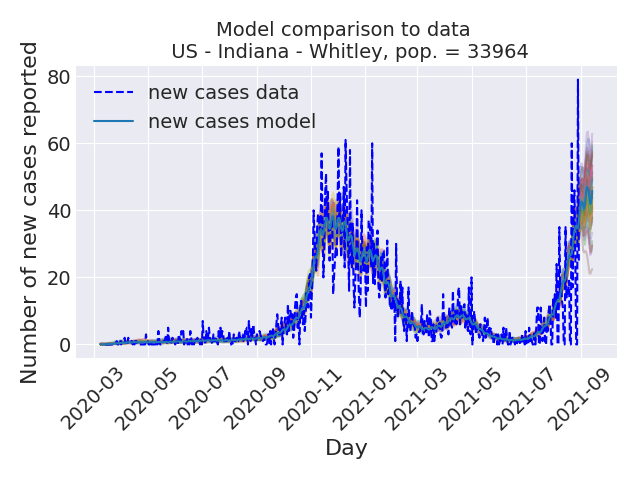 Model comparison to data
US - Indiana - Whitley, pop. = 33964
Number of new cases reported
80
60
40
20
0
new cases data
new cases model
2020-03
2020-05
2020-07
2020-09
2020-11
2021-01
2021-03
2021-05
2021-07
2021-09
Day